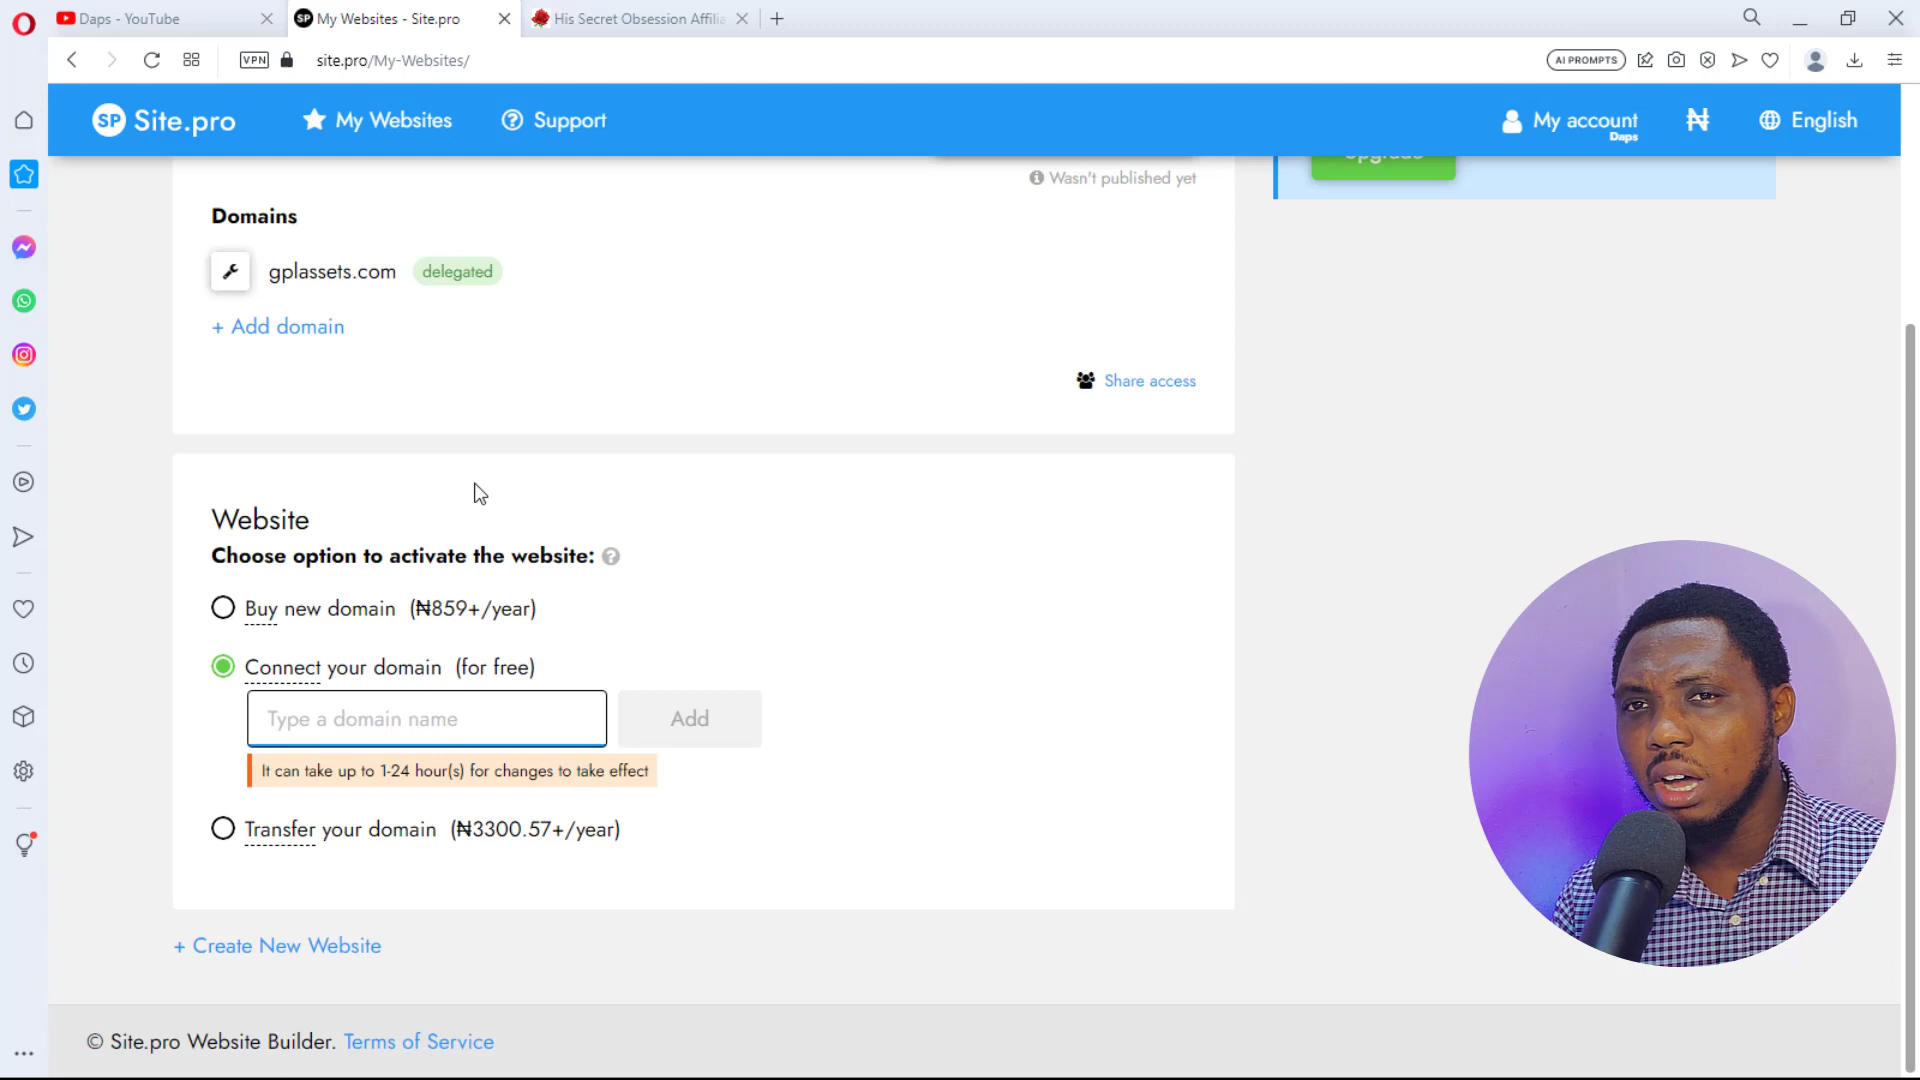 Daps - YouTube
My Websites - Site.pro
His Secret Obsession Affilia
VPN
site.pro/My-Websites/
AI PROMPTS
SP Site.pro
My Websites
Support
My account
Daps
₦
English
Upgrade
Wasn't published yet
Domains
gplassets.com delegated
+ Add domain
Share access
Website
Choose option to activate the website: ?
Buy new domain (₦859+/year)
Connect your domain (for free)
Type a domain name
Add
It can take up to 1-24 hour(s) for changes to take effect
Transfer your domain (₦3300.57+/year)
+ Create New Website
© Site.pro Website Builder. Terms of Service